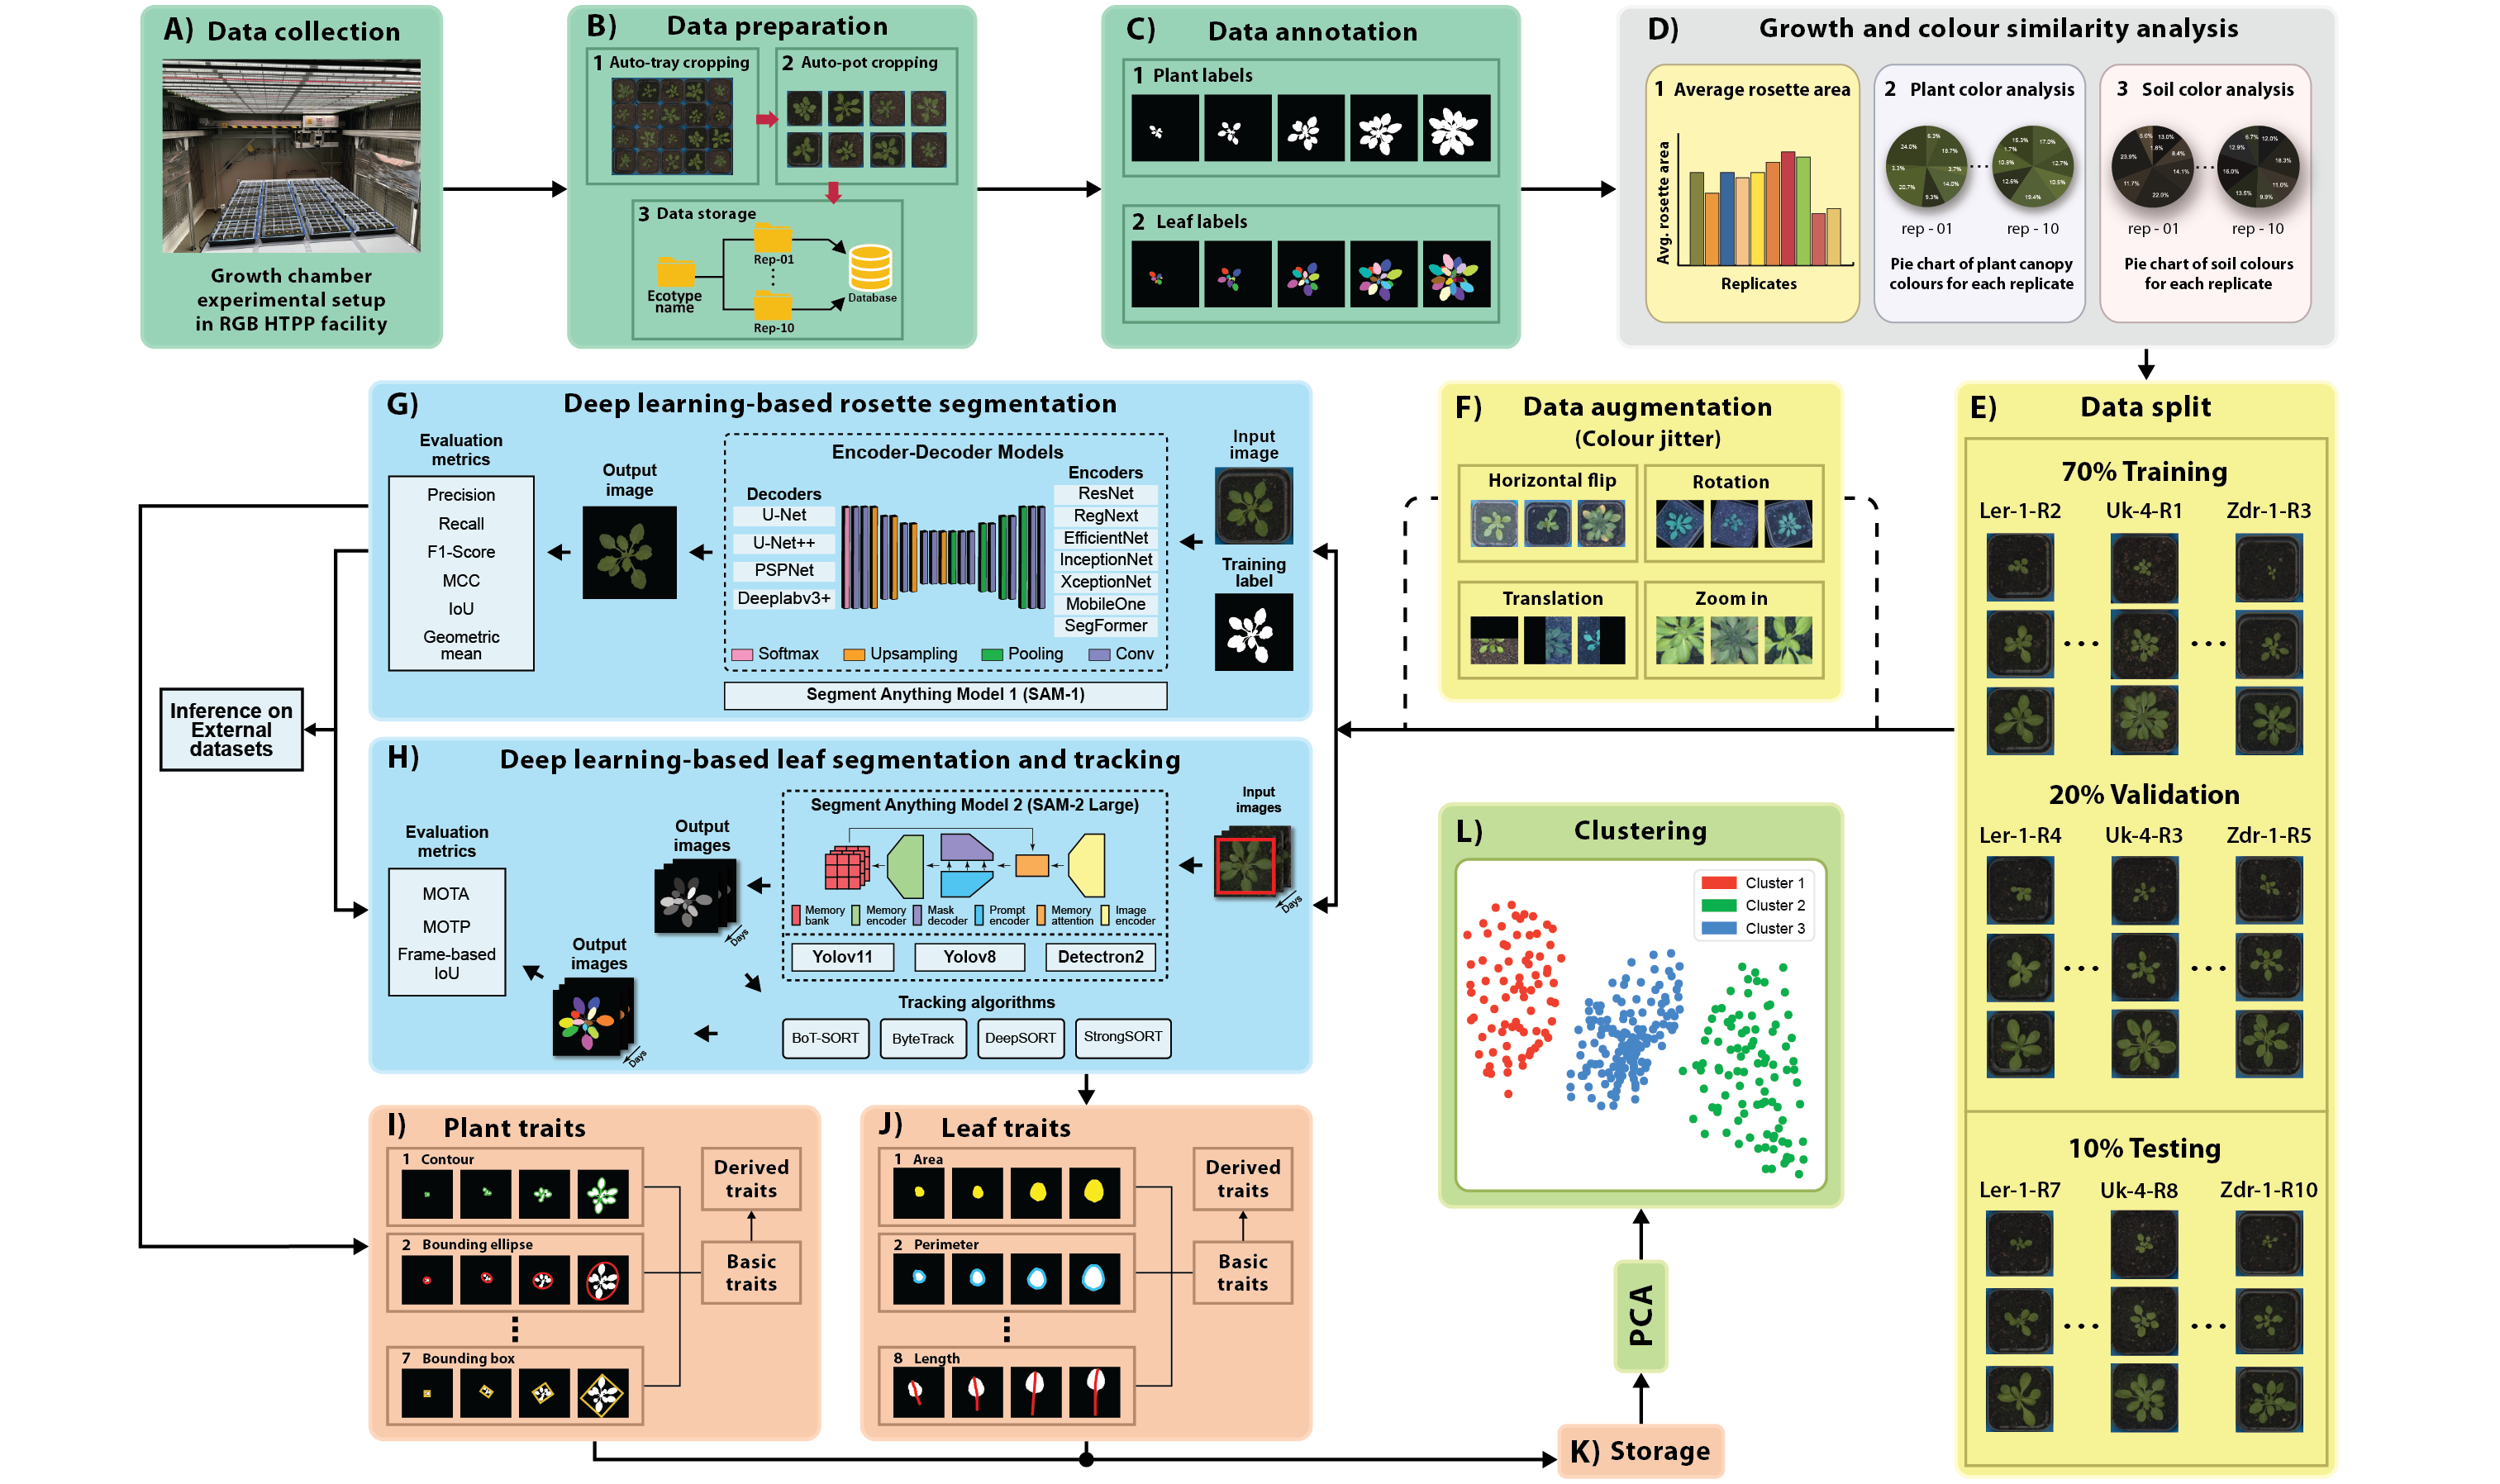 A) Data collection
Growth chamber
experimental setup
in RGB HTPP facility
B) Data preparation
1 Auto-tray cropping
2 Auto-pot cropping
3 Data storage
Ecotype
name
Rep-01
Rep-10
Database
C) Data annotation
1 Plant labels
2 Leaf labels
D) Growth and colour similarity analysis
1 Average rosette area
Avg. rosette area
Replicates
2 Plant color analysis
rep - 01
rep - 10
Pie chart of plant canopy
colours for each replicate
3 Soil color analysis
rep - 01
rep - 10
Pie chart of soil colours
for each replicate
E) Data split
70% Training
Ler-1-R2 Uk-4-R1 Zdr-1-R3
20% Validation
Ler-1-R4 Uk-4-R3 Zdr-1-R5
10% Testing
Ler-1-R7 Uk-4-R8 Zdr-1-R10
F) Data augmentation
(Colour jitter)
Horizontal flip
Rotation
Translation
Zoom in
G) Deep learning-based rosette segmentation
Input
image
Training
label
Encoder-Decoder Models
Encoders
ResNet
RegNext
EfficientNet
InceptionNet
XceptionNet
MobileOne
SegFormer
Decoders
U-Net
U-Net++
PSPNet
Deeplabv3+
Softmax
Upsampling
Pooling
Conv
Segment Anything Model 1 (SAM-1)
Output
image
Evaluation
metrics
Precision
Recall
F1-Score
MCC
IoU
Geometric
mean
Inference on
External
datasets
H) Deep learning-based leaf segmentation and tracking
Input
images
Days
Segment Anything Model 2 (SAM-2 Large)
Memory
bank
Memory
encoder
Mask
decoder
Prompt
encoder
Memory
attention
Image
encoder
Yolov11
Yolov8
Detectron2
Output
images
Days
Tracking algorithms
BoT-SORT
ByteTrack
DeepSORT
StrongSORT
Output
images
Days
Evaluation
metrics
MOTA
MOTP
Frame-based
IoU
I) Plant traits
1 Contour
2 Bounding ellipse
7 Bounding box
Derived
traits
Basic
traits
J) Leaf traits
1 Area
2 Perimeter
8 Length
Derived
traits
Basic
traits
K) Storage
PCA
L) Clustering
Cluster 1
Cluster 2
Cluster 3